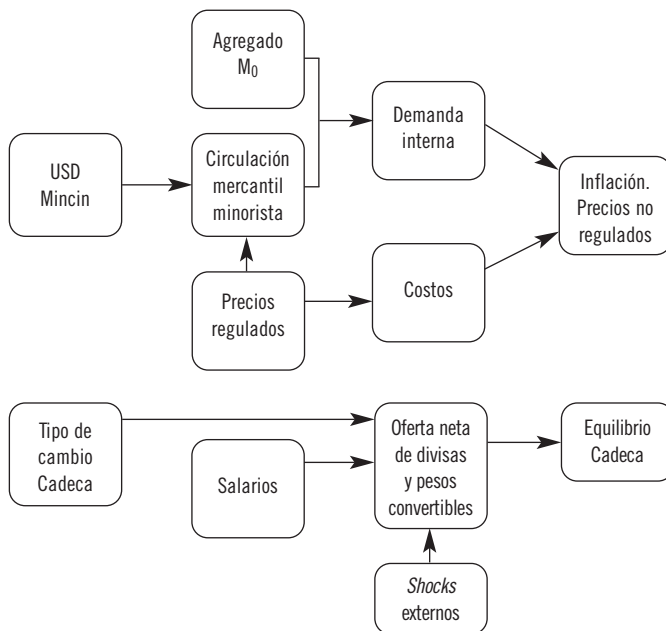 Agregado
M₀
Demanda
interna
USD
Mincin
Circulación
mercantil
minorista
Inflación.
Precios no
regulados
Precios
regulados
Costos
Tipo de
cambio
Cadeca
Salarios
Oferta neta
de divisas
y pesos
convertibles
Equilibrio
Cadeca
Shocks
externos